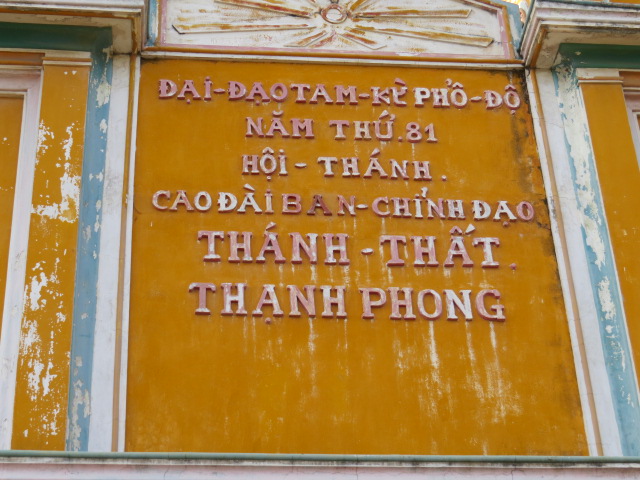 ĐẠI-ĐẠO TAM-KỲ PHỔ-ĐỘ
NĂM THỨ.81
HỘI-THÁNH.
CAO ĐÀI BAN-CHỈNH ĐẠO
THÁNH-THẤT.
THẠNH PHONG